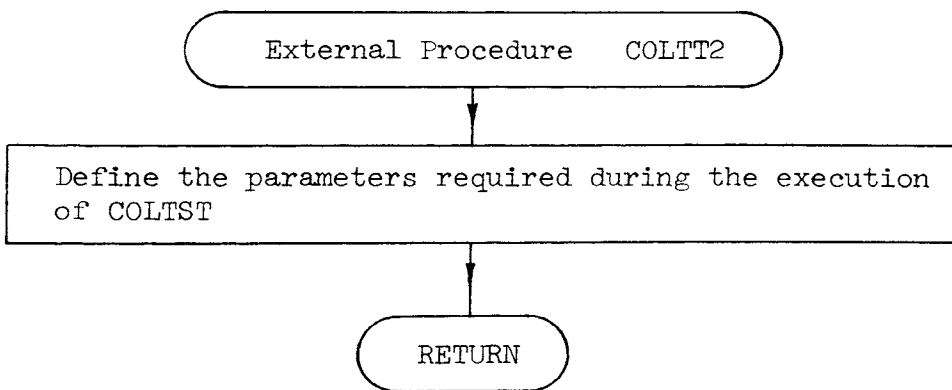 External Procedure COLTT2
Define the parameters required during the execution
of COLTST
RETURN